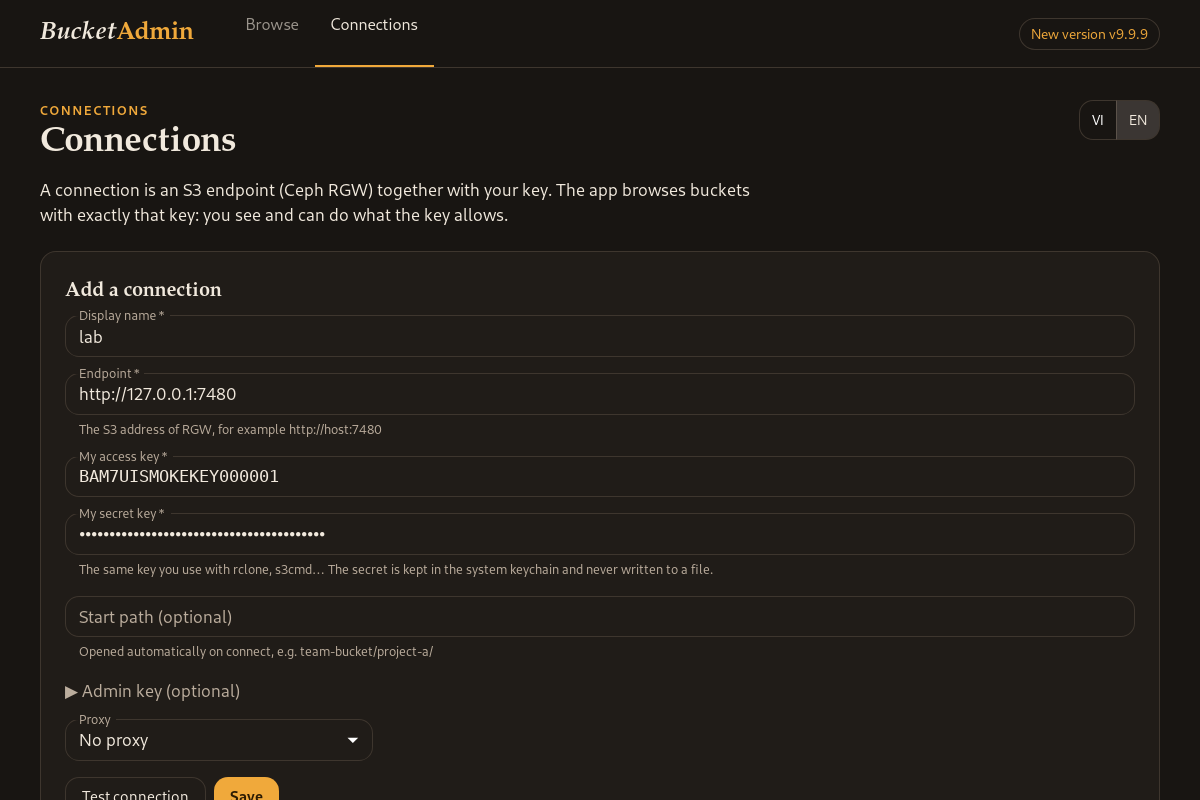 BucketAdmin
Browse
Connections
New version v9.9.9
CONNECTIONS
Connections
VI
EN
A connection is an S3 endpoint (Ceph RGW) together with your key. The app browses buckets
with exactly that key: you see and can do what the key allows.
Add a connection
Display name *
lab
Endpoint *
http://127.0.0.1:7480
The S3 address of RGW, for example http://host:7480
My access key *
BAM7UISMOKEKEY000001
My secret key *
•••••••••••••••••••••••••••••••••••••••••
The same key you use with rclone, s3cmd… The secret is kept in the system keychain and never written to a file.
Start path (optional)
Opened automatically on connect, e.g. team-bucket/project-a/
▶ Admin key (optional)
Proxy
No proxy
Test connection
Save